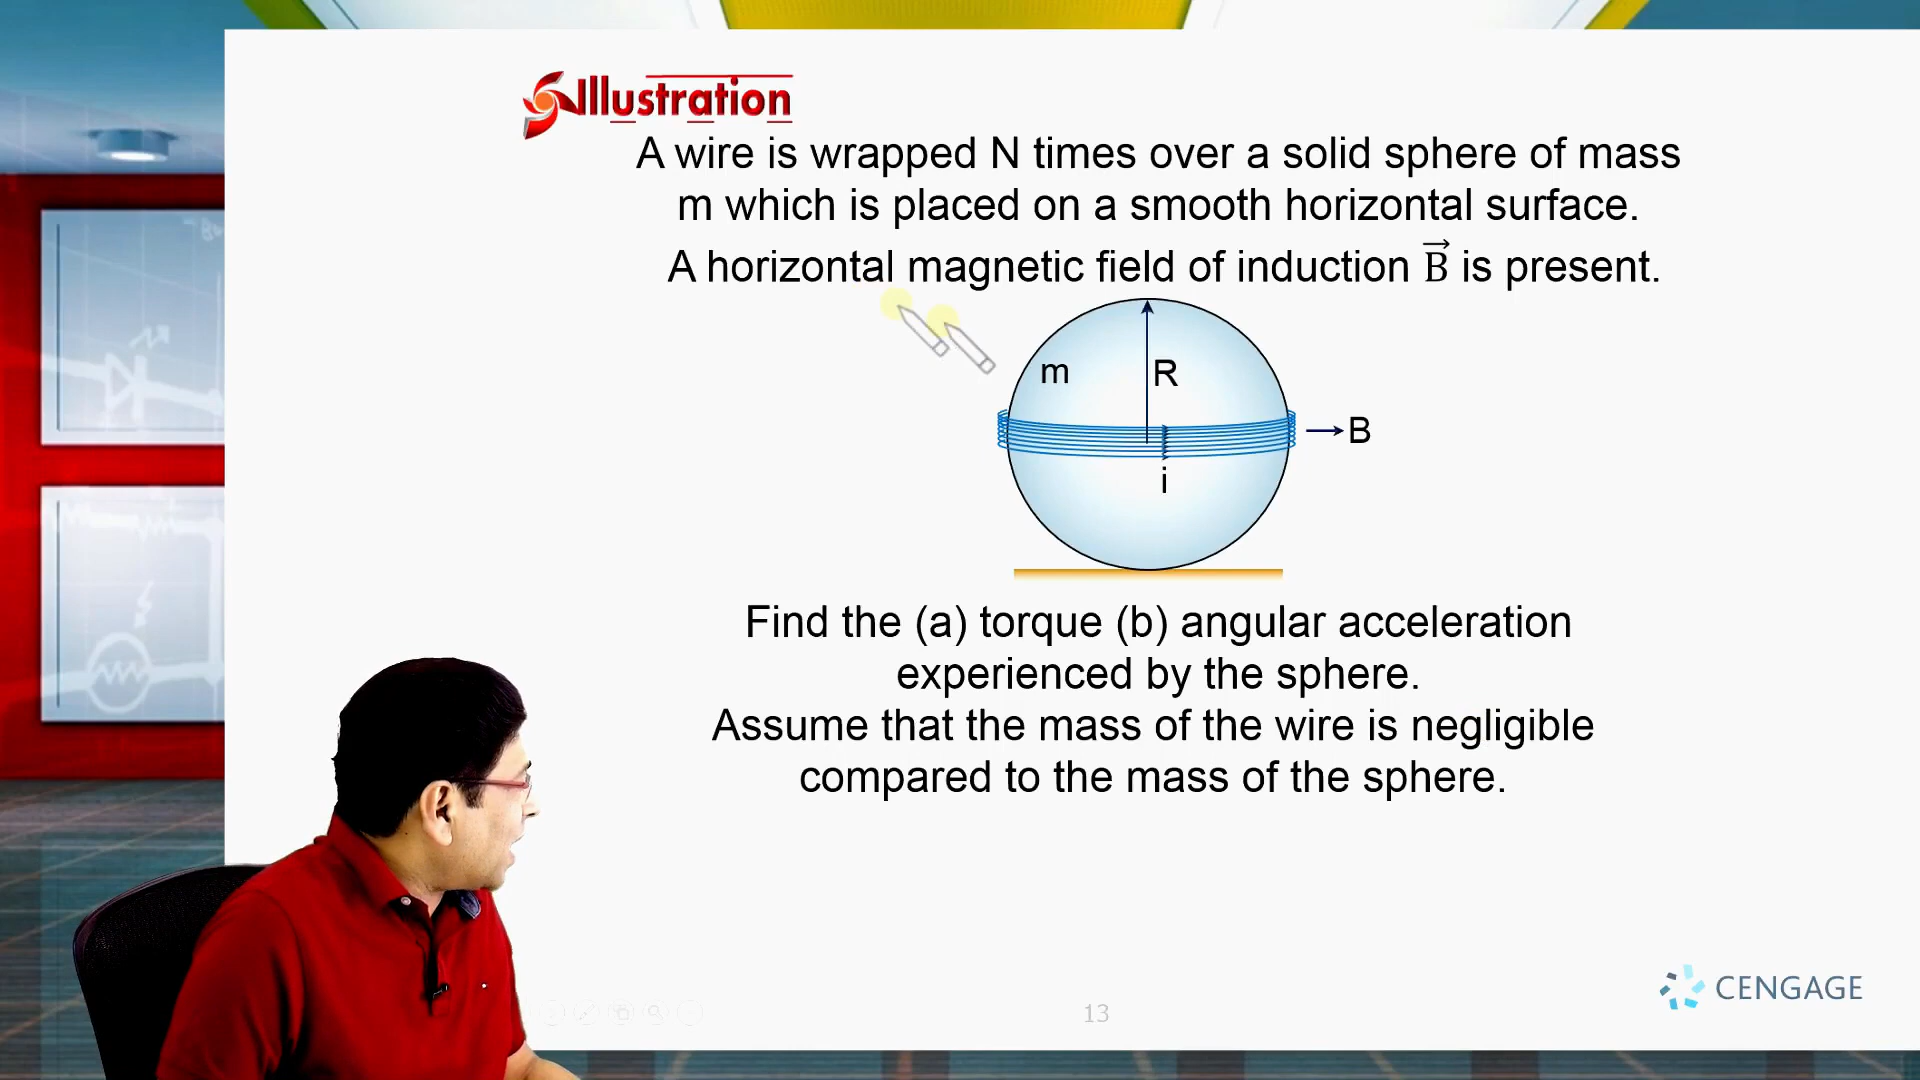 Illustration
A wire is wrapped N times over a solid sphere of mass
m which is placed on a smooth horizontal surface.
A horizontal magnetic field of induction B⃗ is present.
m
R
B
i
Find the (a) torque (b) angular acceleration
experienced by the sphere.
Assume that the mass of the wire is negligible
compared to the mass of the sphere.
CENGAGE
13